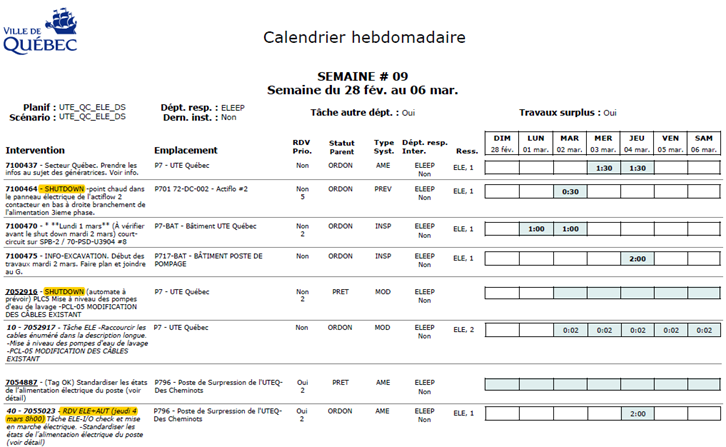 VILLE DE
QUÉBEC
Calendrier hebdomadaire
SEMAINE # 09
Semaine du 28 fév. au 06 mar.
Planif : UTE_QC_ELE_DS
Scénario : UTE_QC_ELE_DS
Dépt. resp. : ELEEP
Dern. inst. : Non
Tâche autre dépt. : Oui
Travaux surplus : Oui
Intervention Emplacement RDV Prio. Statut Parent Type Syst. Dépt. resp. Inter. Ress.
DIM LUN MAR MER JEU VEN SAM
28 fév. 01 mar. 02 mar. 03 mar. 04 mar. 05 mar. 06 mar.
7100437 - Secteur Québec. Prendre les P7 - UTE Québec Non ORDON AME ELEEP ELE, 1 1:30 1:30
infos au sujet des génératrices. Voir info. Non
7100464 - SHUTDOWN -point chaud dans P701 72-DC-002 - Actiflo #2 Non ORDON PREV ELEEP ELE, 1 0:30
le panneau électrique de l'actiflow 2 5 Non
contacteur en bas à droite branchement de
l'alimentation 3ieme phase.
7100470 - * **Lundi 1 mars** (À vérifier P7-BAT - Bâtiment UTE Québec Non ORDON INSP ELEEP ELE, 1 1:00 1:00
avant le shut down mardi 2 mars) court- 2 Non
circuit sur SPB-2 / 70-PSD-U3904 #8
7100475 - INFO-EXCAVATION. Début des P717-BAT - BÂTIMENT POSTE DE Non ORDON INSP ELEEP ELE, 1 2:00
travaux mardi 2 mars. Faire plan et joindre POMPAGE Non
au G.
7052916 - SHUTDOWN (automate à P7 - UTE Québec Non PRET MOD ELEEP
prévoir) PLC5 Mise à niveau des pompes 2 Non
d'eau de lavage -PCL-05 MODIFICATION
DES CÂBLES EXISTANT
10 - 7052917 - Tâche ELE -Raccourcir les P7 - UTE Québec Non ORDON MOD ELEEP ELE, 2 0:02 0:02 0:02 0:02 0:02
cables énuméré dans la description longue. 2 Non
-Mise à niveau des pompes d'eau de lavage
-PCL-05 MODIFICATION DES CÂBLES
EXISTANT
7054887 - (Tag OK) Standardiser les états P796 - Poste de Surpression de l'UTEQ- Oui PRET AME ELEEP
de l'alimentation électrique du poste (voir Des Cheminots 2 Non
détail)
40 - 7055023 - RDV ELE+AUT (jeudi 4 P796 - Poste de Surpression de l'UTEQ- Oui ORDON AME ELEEP ELE, 1 2:00
mars 8h00) Tâche ELE-I/O check et mise Des Cheminots 2 Non
en marche électrique. -Standardiser les
états de l'alimentation électrique du poste
(voir détail)